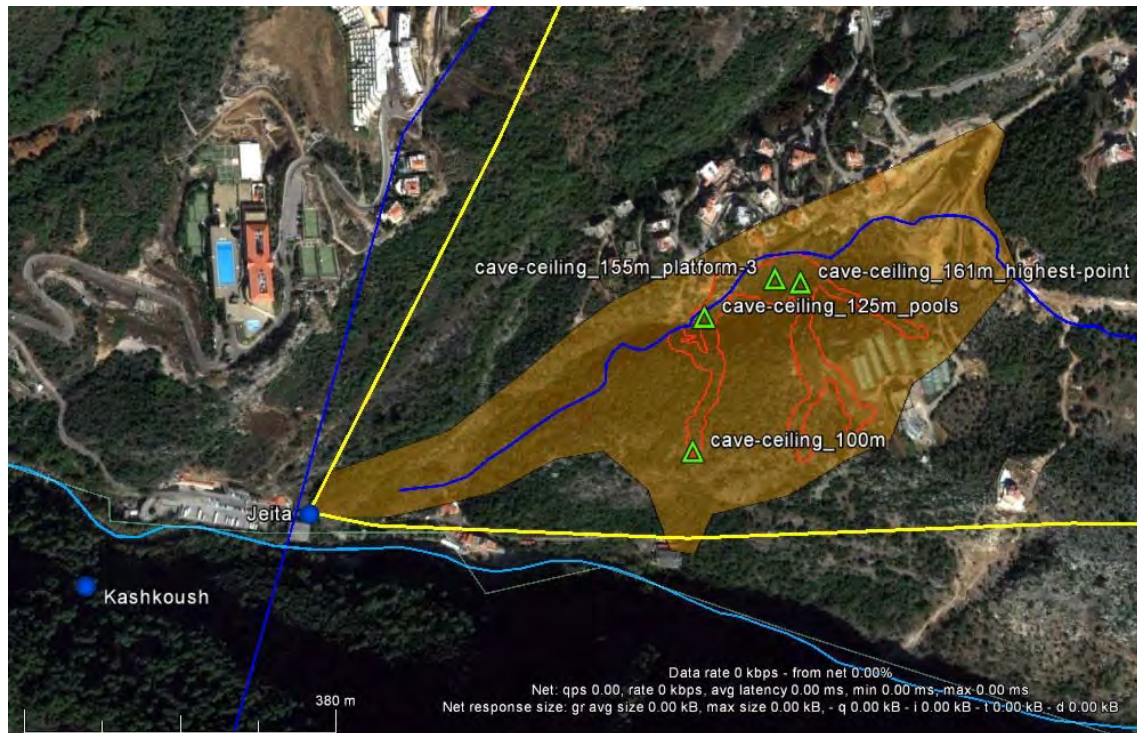 cave-ceiling_155m_platform-3
cave-ceiling_161m_highest-point
cave-ceiling_125m_pools
cave-ceiling_100m
Jeita
Kashkoush
Data rate 0 kbps - from net 0.00%
Net: qps 0.00, rate 0 kbps, avg latency 0.00 ms, min 0.00 ms, max 0.00 ms
Net response size: gr avg size 0.00 kB, max size 0.00 kB, - q 0.00 kB - i 0.00 kB - t 0.00 kB - d 0.00 kB
380 m